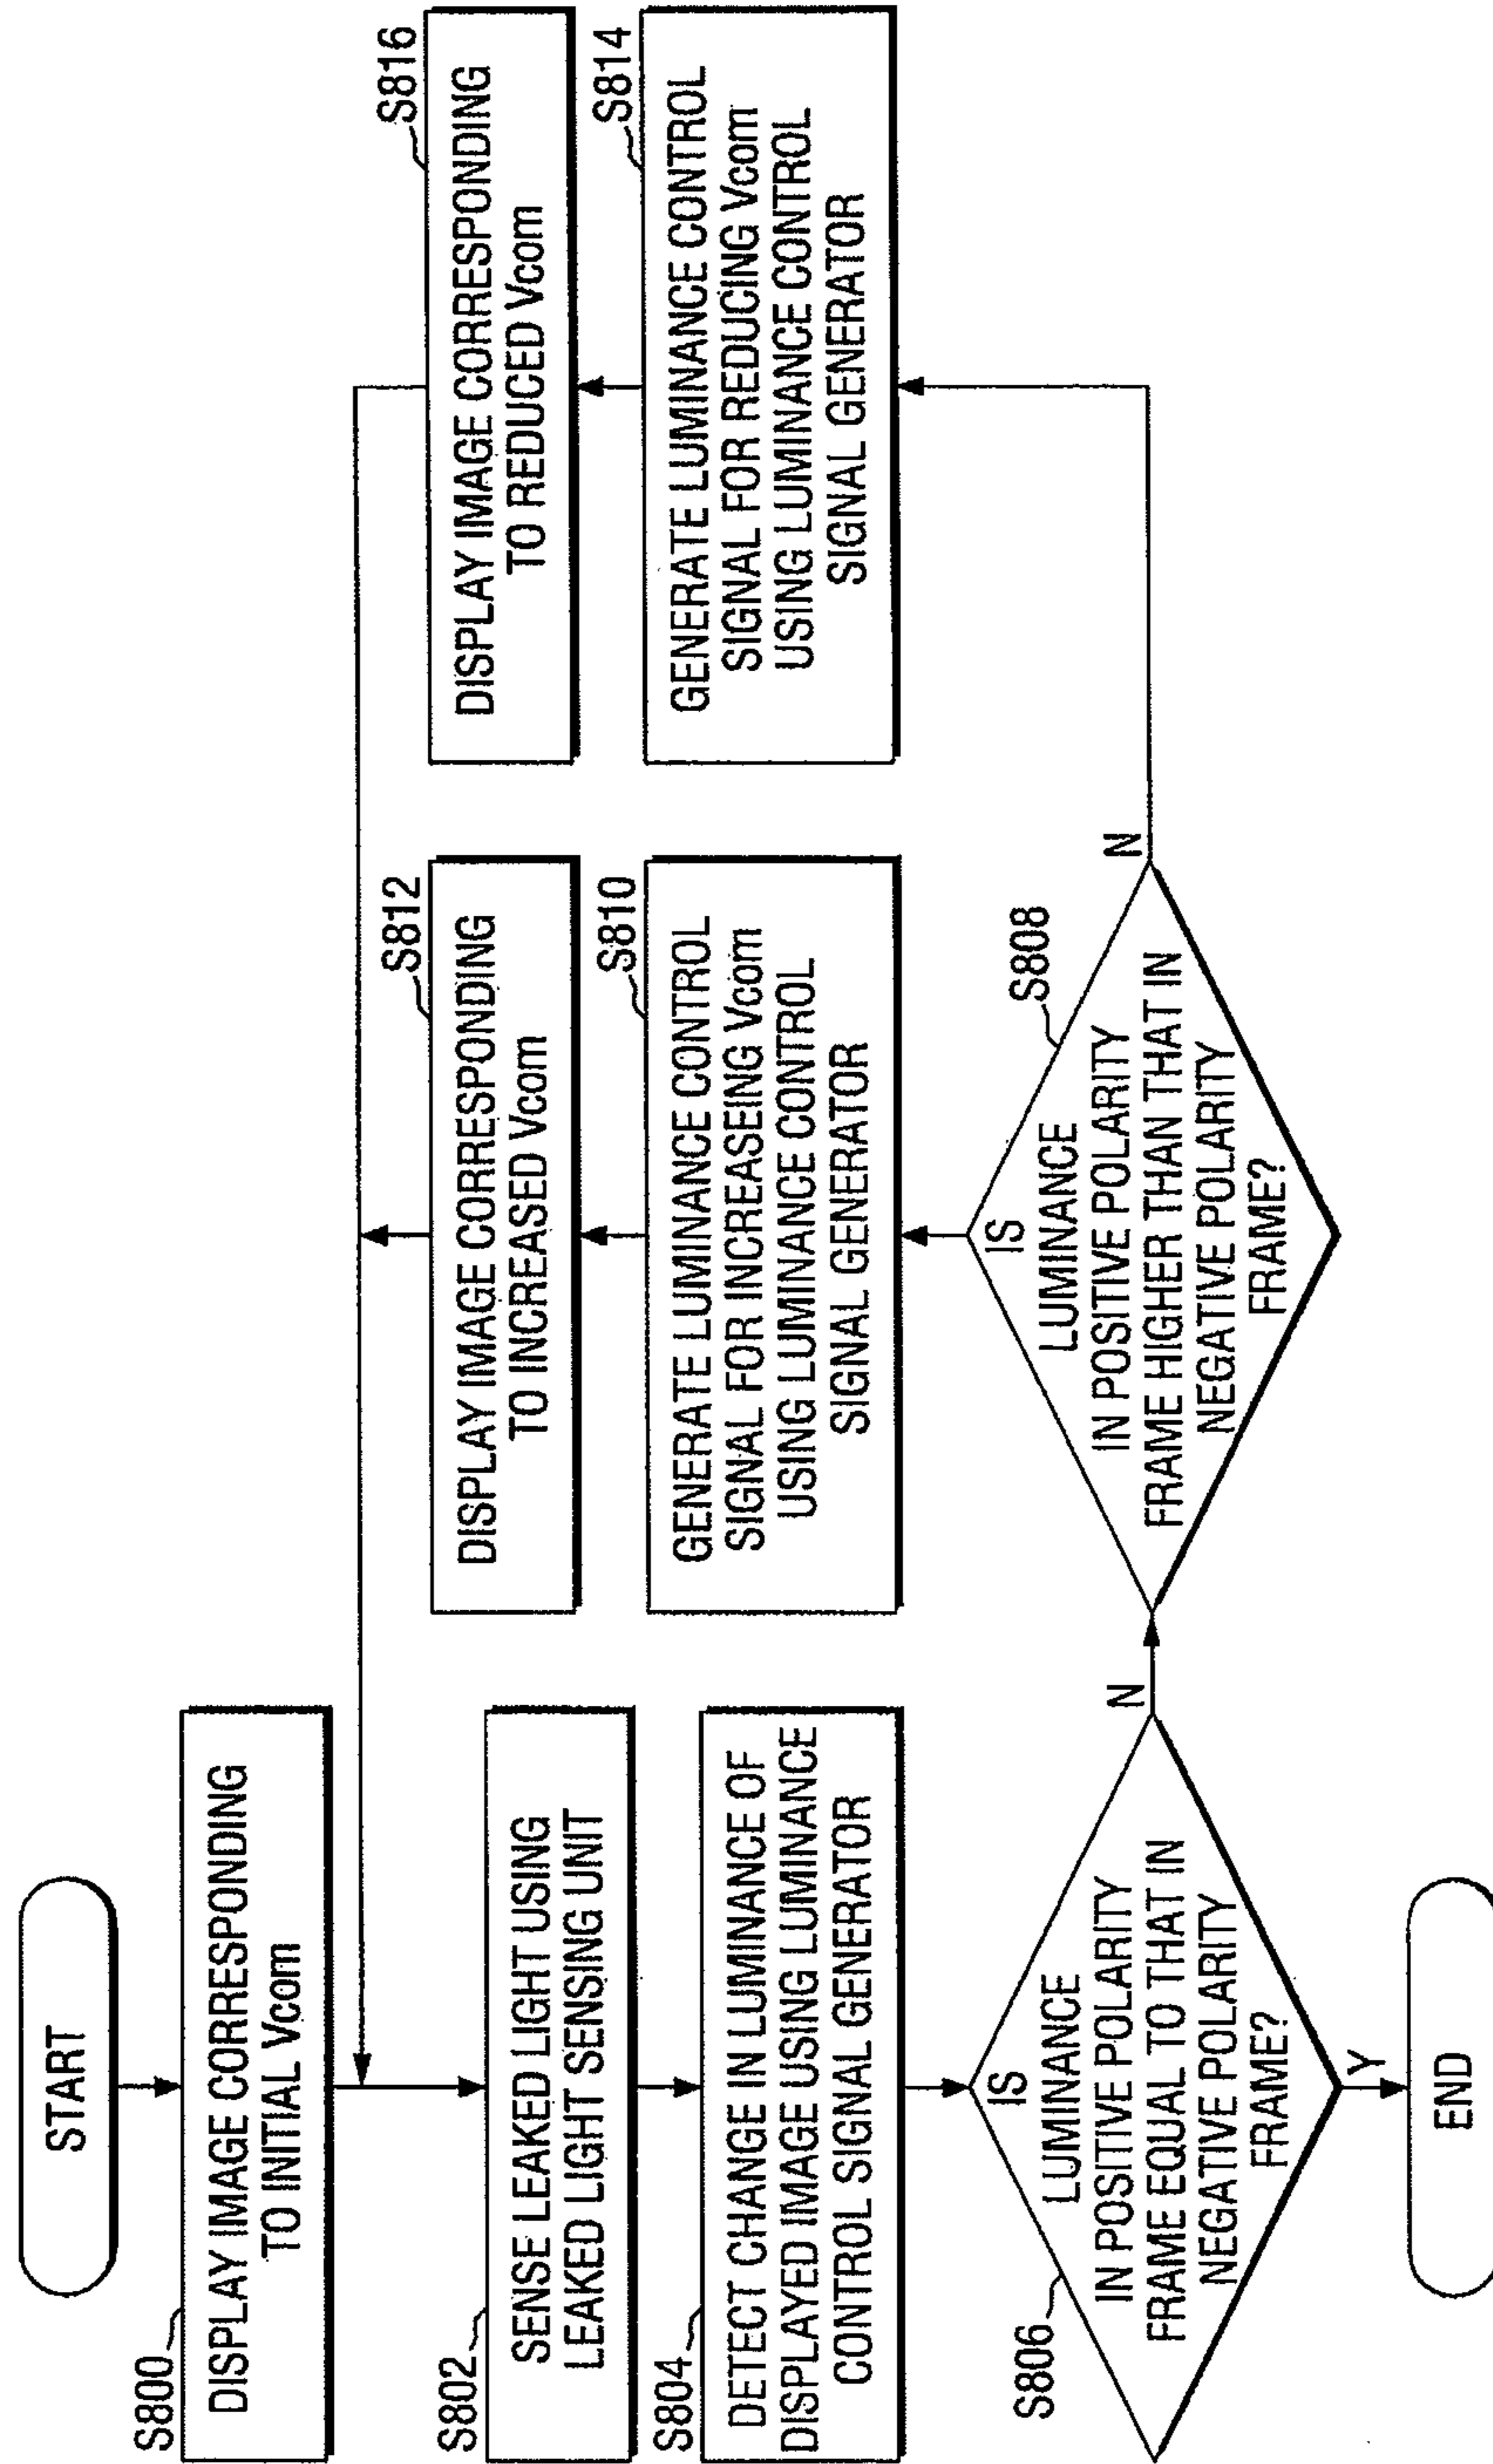 START
S800
DISPLAY IMAGE CORRESPONDING
TO INITIAL Vcom
S802
SENSE LEAKED LIGHT USING
LEAKED LIGHT SENSING UNIT
S804
DETECT CHANGE IN LUMINANCE OF
DISPLAYED IMAGE USING LUMINANCE
CONTROL SIGNAL GENERATOR
S806
IS
LUMINANCE
IN POSITIVE POLARITY
FRAME EQUAL TO THAT IN
NEGATIVE POLARITY
FRAME?
Y
END
N
S808
IS
LUMINANCE
IN POSITIVE POLARITY
FRAME HIGHER THAN THAT IN
NEGATIVE POLARITY
FRAME?
N
S810
GENERATE LUMINANCE CONTROL
SIGNAL FOR INCREASEING Vcom
USING LUMINANCE CONTROL
SIGNAL GENERATOR
S812
DISPLAY IMAGE CORRESPONDING
TO INCREASED Vcom
S814
GENERATE LUMINANCE CONTROL
SIGNAL FOR REDUCING Vcom
USING LUMINANCE CONTROL
SIGNAL GENERATOR
S816
DISPLAY IMAGE CORRESPONDING
TO REDUCED Vcom